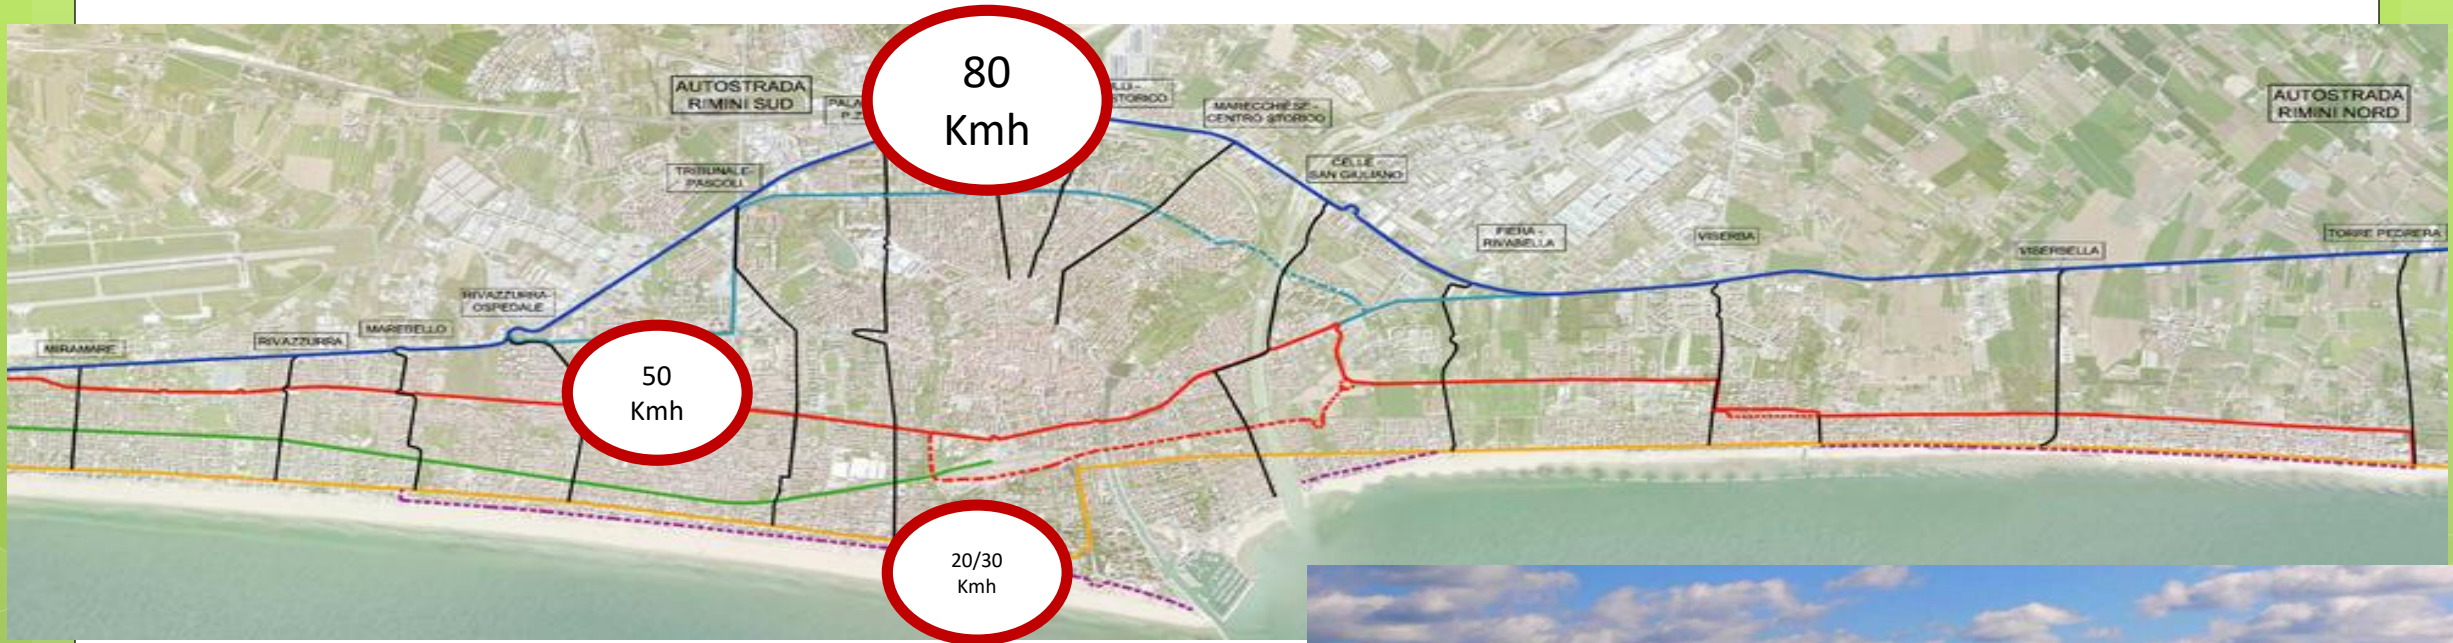 80
Kmh
AUTOSTRADA
RIMINI SUD
STORICO
MARECCHIESE -
CENTRO STORICO
AUTOSTRADA
RIMINI NORD
TRIBUNALE-
PASCOLI
CELLE
SAN GIULIANO
FIERA -
RIVABELLA
VISERBA
VISERBELLA
TORRE PEDRERA
RIVAZZURRA-
OSPEDALE
MAREBELLO
RIVAZZURRA
MIRAMARE
50
Kmh
20/30
Kmh